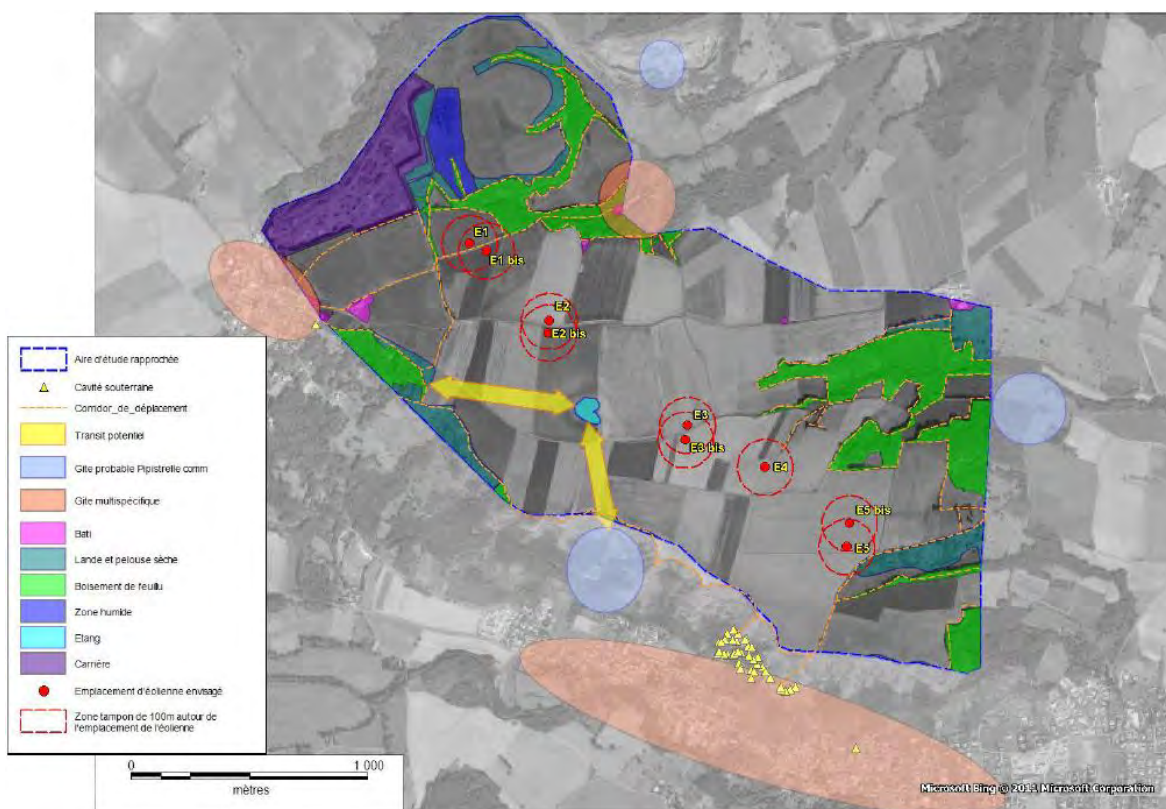 E1
E1 bis
E2
E2 bis
E3
E3 bis
E4
E5 bis
E5
Aire d'étude rapprochée
Cavité souterraine
Corridor_de_déplacement
Transit potentiel
Gîte probable Pipistrelle comm
Gîte multispécifique
Bâti
Lande et pelouse sèche
Boisement de feuillu
Zone humide
Etang
Carrière
Emplacement d'éolienne envisagé
Zone tampon de 100m autour de
l'emplacement de l'éolienne
0
1 000
mètres
Microsoft Bing © 2011 Microsoft Corporation